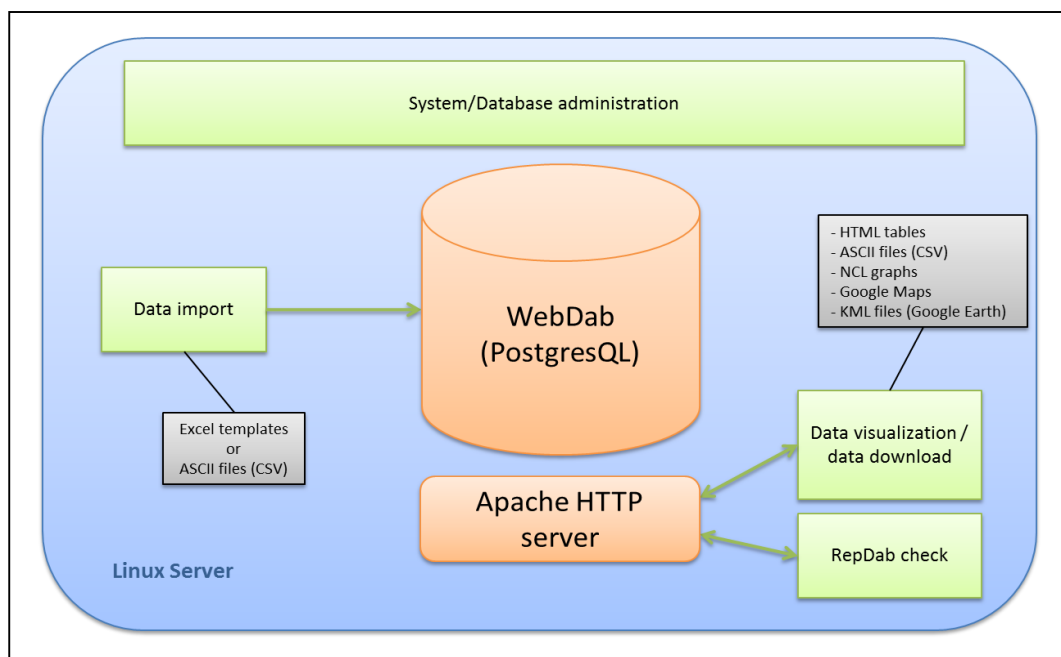 System/Database administration
- HTML tables
- ASCII files (CSV)
- NCL graphs
- Google Maps
- KML files (Google Earth)
Data import
WebDab
(PostgresQL)
Excel templates
or
ASCII files (CSV)
Data visualization /
data download
Apache HTTP
server
RepDab check
Linux Server